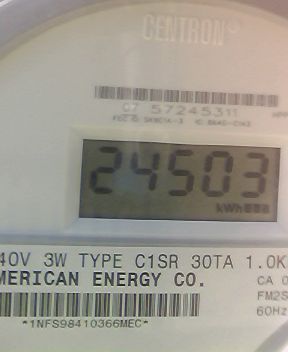 CENTRON
57245311
24503
kWh
40V 3W TYPE C1SR 30TA 1.0K
MERICAN ENERGY CO.
CA 0
FM2S
60Hz
*1NFS98410366MEC*